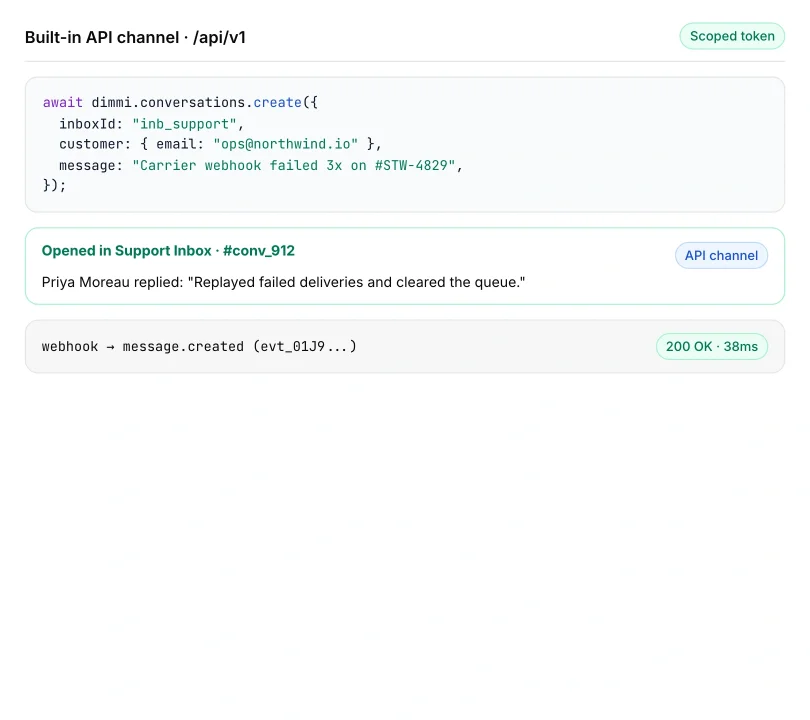 Built-in API channel · /api/v1
Scoped token
await dimmi.conversations.create({
  inboxId: "inb_support",
  customer: { email: "ops@northwind.io" },
  message: "Carrier webhook failed 3x on #STW-4829",
});
Opened in Support Inbox · #conv_912
API channel
Priya Moreau replied: "Replayed failed deliveries and cleared the queue."
webhook → message.created (evt_01J9...)
200 OK · 38ms